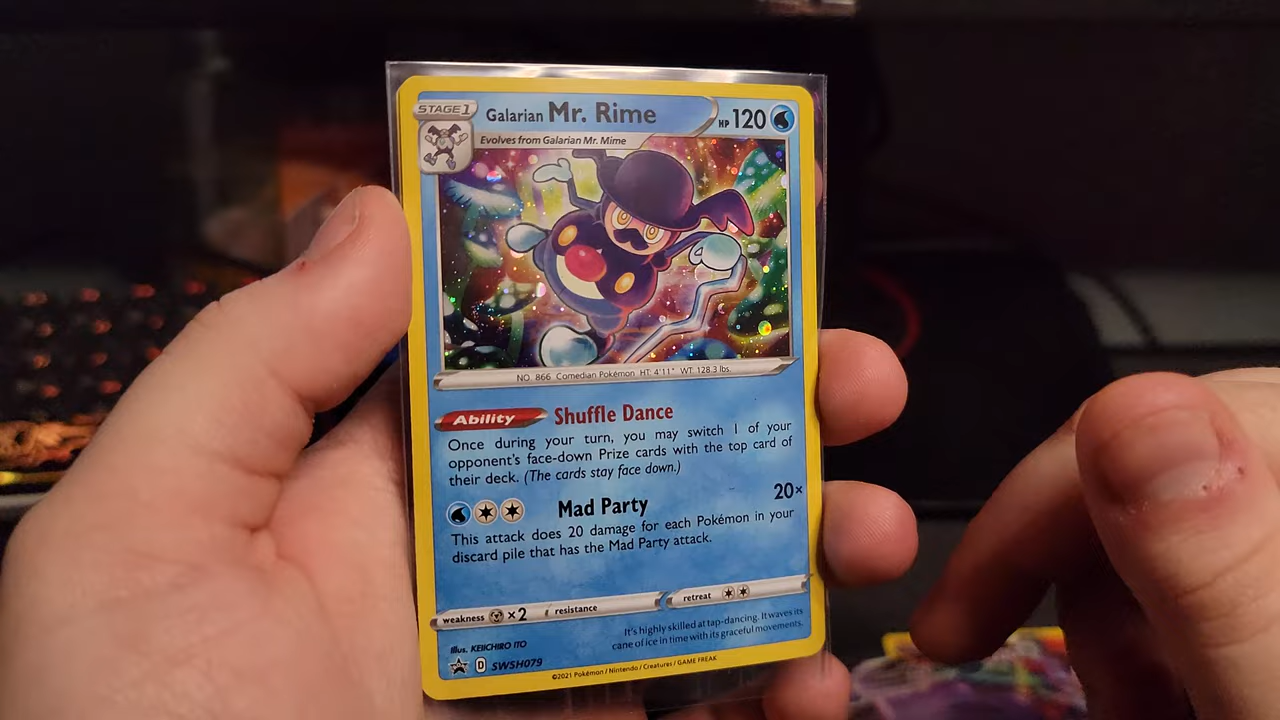 STAGE 1
Galarian Mr. Rime
HP 120
Evolves from Galarian Mr. Mime
NO. 866 Comedian Pokémon HT: 4'11" WT: 128.3 lbs.
Ability Shuffle Dance
Once during your turn, you may switch 1 of your
opponent's face-down Prize cards with the top card of
their deck. (The cards stay face down.)
Mad Party 20×
This attack does 20 damage for each Pokémon in your
discard pile that has the Mad Party attack.
weakness ×2 resistance retreat
It's highly skilled at tap-dancing. It waves its
cane of ice in time with its graceful movements.
Illus. KEIICHIRO ITO
D SWSH079
©2021 Pokémon / Nintendo / Creatures / GAME FREAK